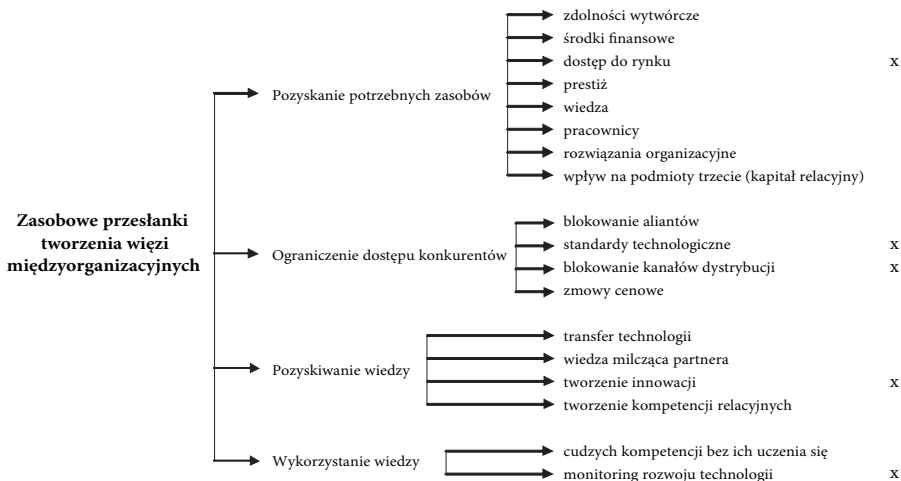 zdolności wytwórcze
środki finansowe
dostęp do rynku x
prestiż
Pozyskanie potrzebnych zasobów
wiedza
pracownicy
rozwiązania organizacyjne
wpływ na podmioty trzecie (kapitał relacyjny)
Zasobowe przesłanki
tworzenia więzi
międzyorganizacyjnych
blokowanie aliantów
standardy technologiczne x
Ograniczenie dostępu konkurentów
blokowanie kanałów dystrybucji x
zmowy cenowe
transfer technologii
wiedza milcząca partnera
Pozyskiwanie wiedzy
tworzenie innowacji x
tworzenie kompetencji relacyjnych
cudzych kompetencji bez ich uczenia się
Wykorzystanie wiedzy
monitoring rozwoju technologii x